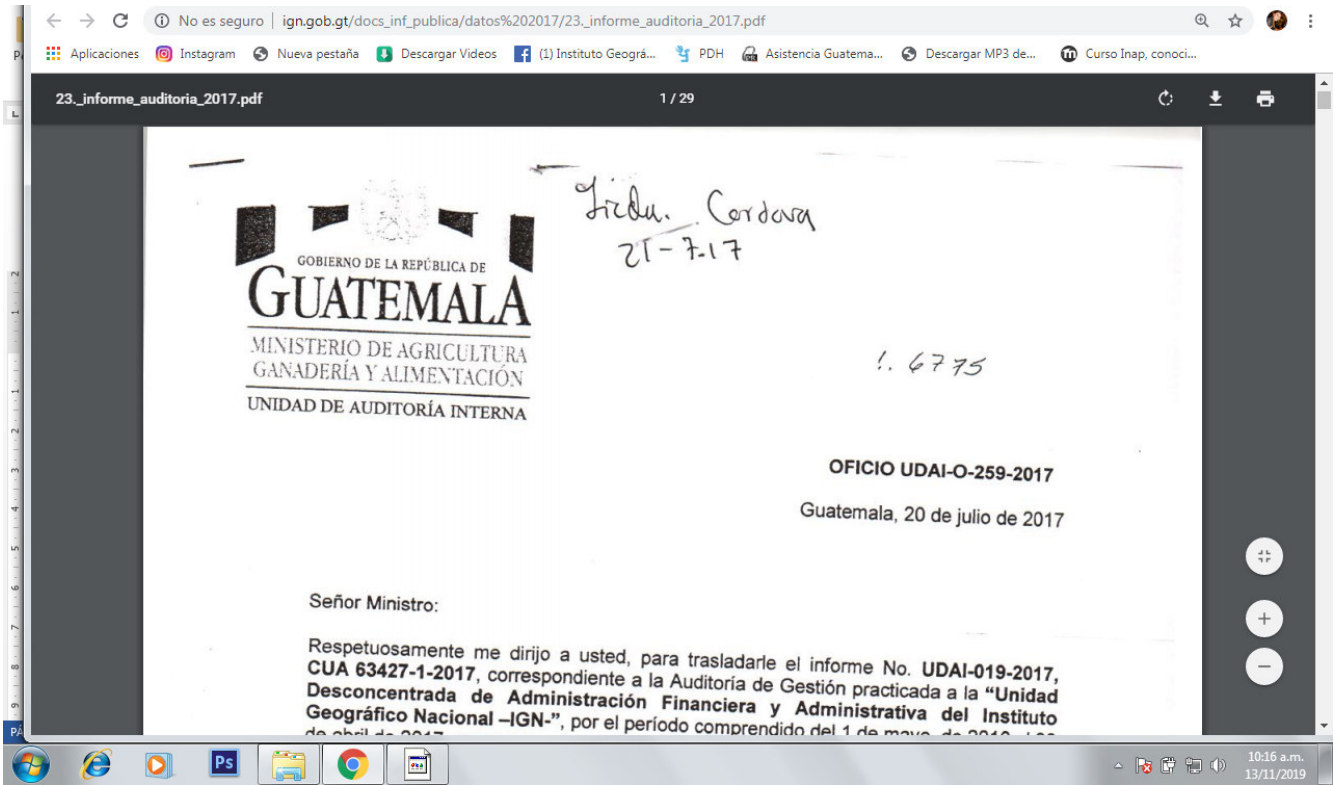 No es seguro | ign.gob.gt/docs_inf_publica/datos%202017/23._informe_auditoria_2017.pdf
Aplicaciones Instagram Nueva pestaña Descargar Videos (1) Instituto Geográ... PDH Asistencia Guatema... Descargar MP3 de... Curso Inap, conoci...
23._informe_auditoria_2017.pdf 1 / 29
Cordova
21-7-17
GOBIERNO DE LA REPÚBLICA DE
GUATEMALA
MINISTERIO DE AGRICULTURA
GANADERÍA Y ALIMENTACIÓN
UNIDAD DE AUDITORÍA INTERNA
6775
OFICIO UDAI-O-259-2017
Guatemala, 20 de julio de 2017
Señor Ministro:
Respetuosamente me dirijo a usted, para trasladarle el informe No. UDAI-019-2017,
CUA 63427-1-2017, correspondiente a la Auditoría de Gestión practicada a la “Unidad
Desconcentrada de Administración Financiera y Administrativa del Instituto
Geográfico Nacional –IGN-”, por el período comprendido del 1 de mayo de 2016 al
de abril de 2017
Ps
10:16 a.m.
13/11/2019